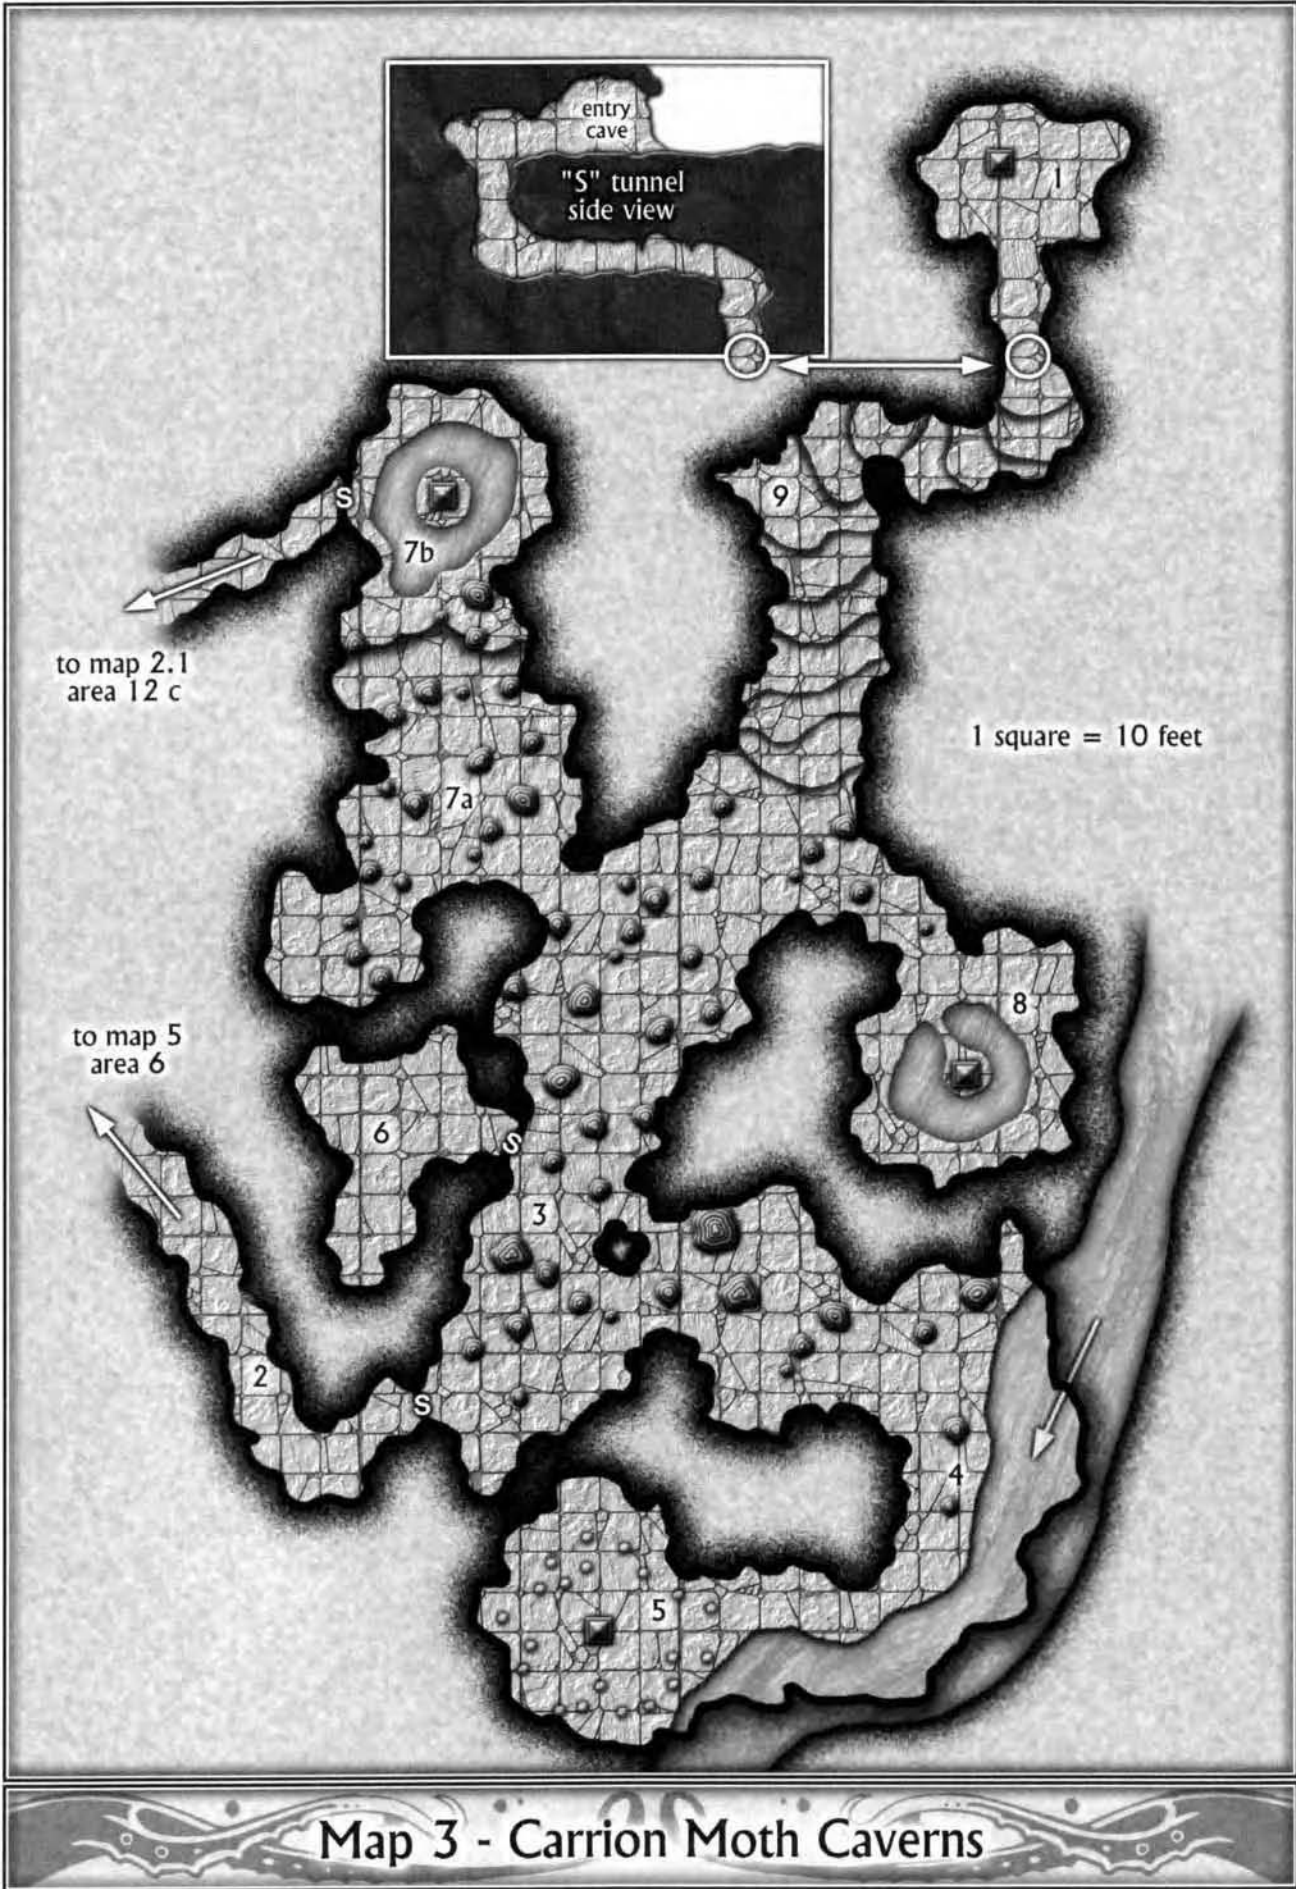 entry
cave
"S" tunnel
side view
1
9
S
7b
to map 2.1
area 12 c
1 square = 10 feet
7a
8
to map 5
area 6
6
S
3
2
S
4
5
Map 3 - Carrion Moth Caverns